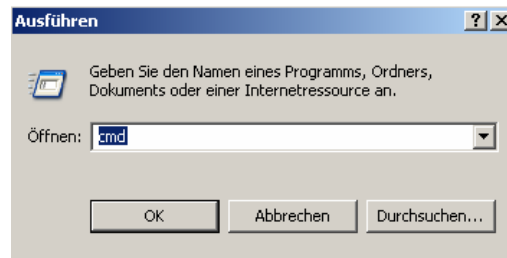 Ausführen
Geben Sie den Namen eines Programms, Ordners,
Dokuments oder einer Internetressource an.
Öffnen: cmd
OK Abbrechen Durchsuchen...